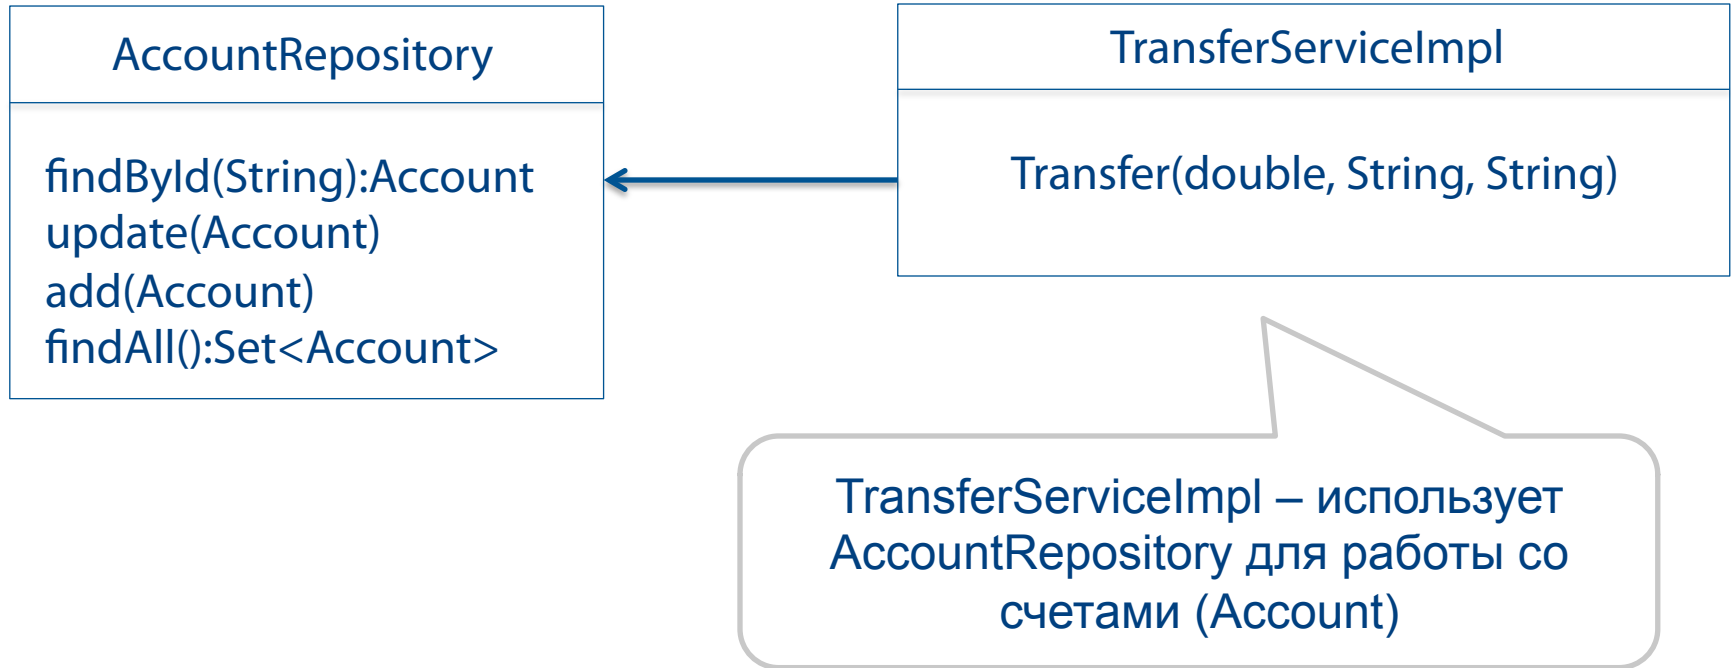 AccountRepository
findById(String):Account
update(Account)
add(Account)
findAll():Set<Account>
TransferServiceImpl
Transfer(double, String, String)
TransferServiceImpl – использует
AccountRepository для работы со
счетами (Account)